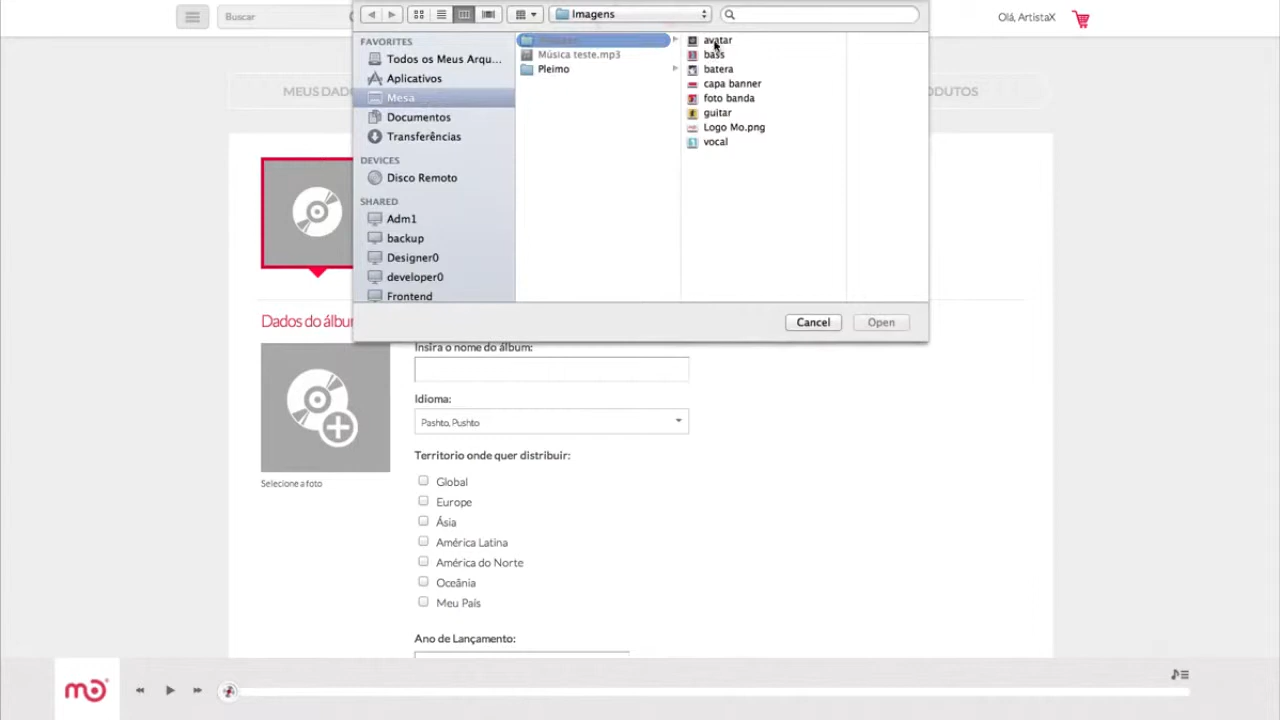 Buscar
Imagens
Olá, ArtistaX
FAVORITES
Todos os Meus Arqu...
Aplicativos
Mesa
Documentos
Transferências
DEVICES
Disco Remoto
SHARED
Adm1
backup
Designer0
developer0
Frontend
Música teste.mp3
Pleimo
avatar
bass
batera
capa banner
foto banda
guitar
Logo Mo.png
vocal
Cancel
Open
MEUS DAD
ODUTOS
Dados do álbu
Selecione a foto
Insira o nome do álbum:
Idioma:
Pashto, Pushto
Territorio onde quer distribuir:
Global
Europe
Ásia
América Latina
América do Norte
Oceânia
Meu País
Ano de Lançamento:
mo